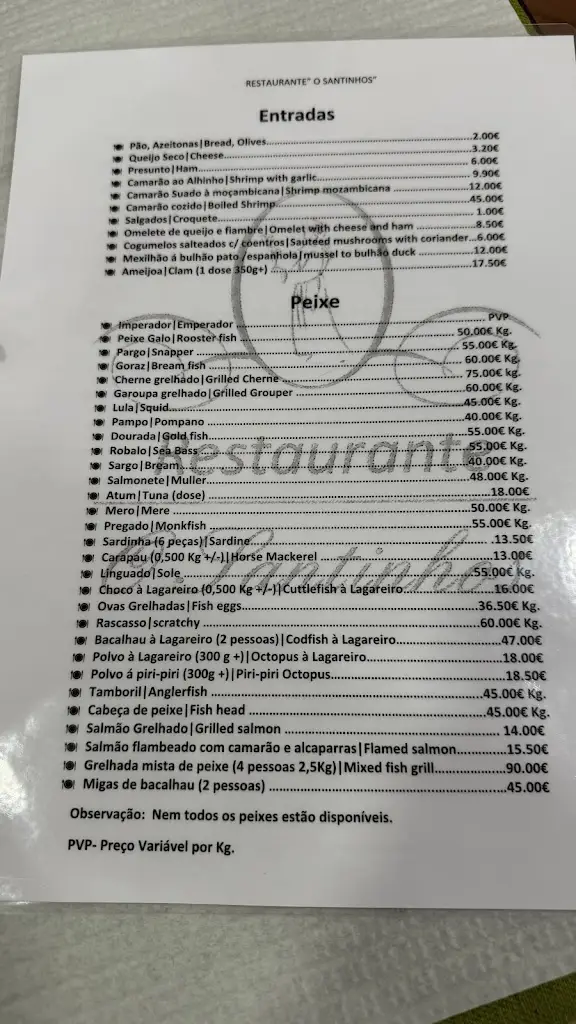 RESTAURANTE" O SANTINHOS"
Entradas
Pão, Azeitonas|Bread, Olives 2.00€
Queijo Seco|Cheese 3.20€
Presunto|Ham 6.00€
Camarão ao Alhinho|Shrimp with garlic 9.90€
Camarão Suado à moçambicana|Shrimp mozambicana 12.00€
Camarão cozido|Boiled Shrimp 45.00€
Salgados|Croquete 1.00€
Omelete de queijo e fiambre|Omelet with cheese and ham 8.50€
Cogumelos salteados c/ coentros|Sauteed mushrooms with coriander 6.00€
Mexilhão á bulhão pato /espanhola|mussel to bulhão duck 12.00€
Ameijoa|Clam (1 dose 350g+) 17.50€
Peixe
Imperador|Emperador PVP
Peixe Galo|Rooster fish 50.00€ Kg.
Pargo|Snapper 55.00€ Kg.
Goraz|Bream fish 60.00€ kg.
Cherne grelhado|Grilled Cherne 75.00€ kg.
Garoupa grelhado|Grilled Grouper 60.00€ Kg.
Lula|Squid 45.00€ Kg.
Pampo|Pompano 40.00€ Kg.
Dourada|Gold fish 55.00€ Kg.
Robalo|Sea Bass 55.00€ Kg.
Sargo|Bream 40.00€ Kg.
Salmonete|Muller 48.00€ Kg.
Atum|Tuna (dose) 18.00€
Mero|Mere 50.00€ Kg.
Pregado|Monkfish 55.00€ Kg.
Sardinha (6 peças)|Sardine 13.50€
Carapau (0,500 Kg +/-)|Horse Mackerel 13.00€
Linguado|Sole 55.00€ Kg.
Choco à Lagareiro (0,500 Kg +/-)|Cuttlefish à Lagareiro 16.00€
Ovas Grelhadas|Fish eggs 36.50€ Kg.
Rascasso|scratchy 60.00€ Kg.
Bacalhau à Lagareiro (2 pessoas)|Codfish à Lagareiro 47.00€
Polvo à Lagareiro (300 g +)|Octopus à Lagareiro 18.00€
Polvo á piri-piri (300g +)|Piri-piri Octopus 18.50€
Tamboril|Anglerfish 45.00€ Kg.
Cabeça de peixe|Fish head 45.00€ Kg.
Salmão Grelhado|Grilled salmon 14.00€
Salmão flambeado com camarão e alcaparras|Flamed salmon 15.50€
Grelhada mista de peixe (4 pessoas 2,5Kg)|Mixed fish grill 90.00€
Migas de bacalhau (2 pessoas) 45.00€
Observação: Nem todos os peixes estão disponíveis.
PVP- Preço Variável por Kg.
Restaurante
O. Santinho